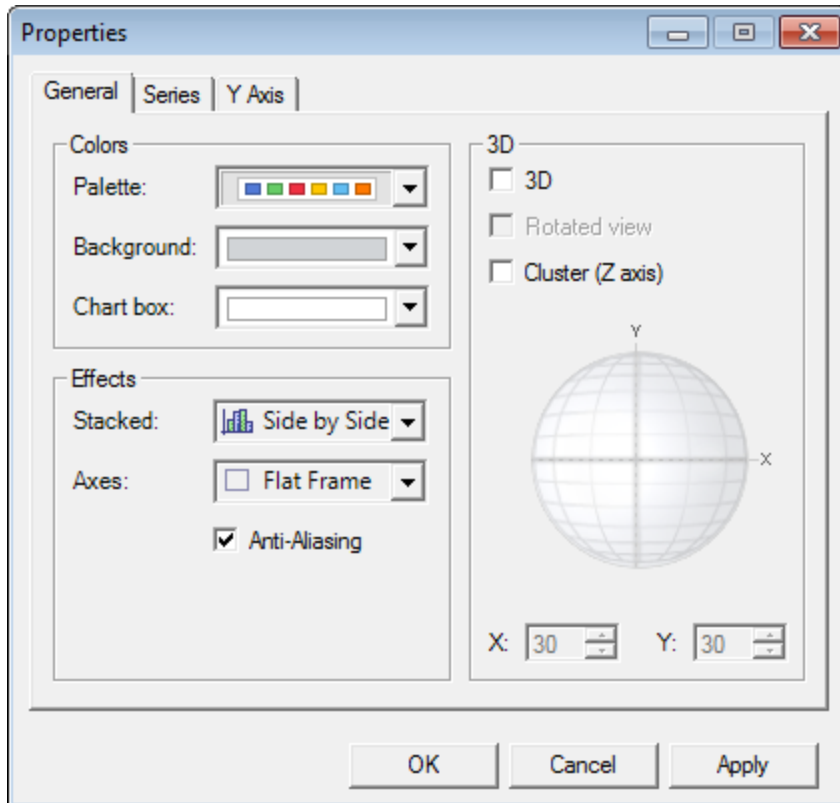 Properties
General Series Y Axis
Colors
Palette:
Background:
Chart box:
Effects
Stacked: Side by Side
Axes: Flat Frame
Anti-Aliasing
3D
3D
Rotated view
Cluster (Z axis)
Y
X
X: 30 Y: 30
OK Cancel Apply